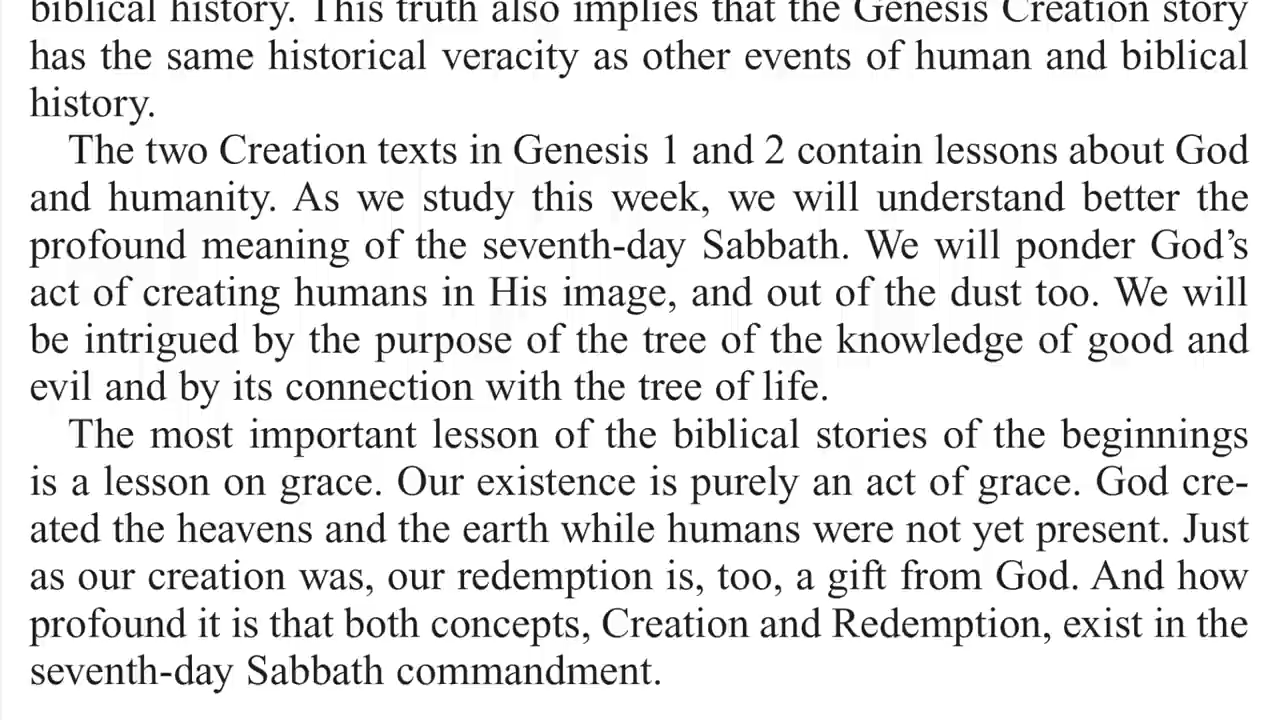 biblical history. This truth also implies that the Genesis Creation story
has the same historical veracity as other events of human and biblical
history.
The two Creation texts in Genesis 1 and 2 contain lessons about God
and humanity. As we study this week, we will understand better the
profound meaning of the seventh-day Sabbath. We will ponder God’s
act of creating humans in His image, and out of the dust too. We will
be intrigued by the purpose of the tree of the knowledge of good and
evil and by its connection with the tree of life.
The most important lesson of the biblical stories of the beginnings
is a lesson on grace. Our existence is purely an act of grace. God cre-
ated the heavens and the earth while humans were not yet present. Just
as our creation was, our redemption is, too, a gift from God. And how
profound it is that both concepts, Creation and Redemption, exist in the
seventh-day Sabbath commandment.